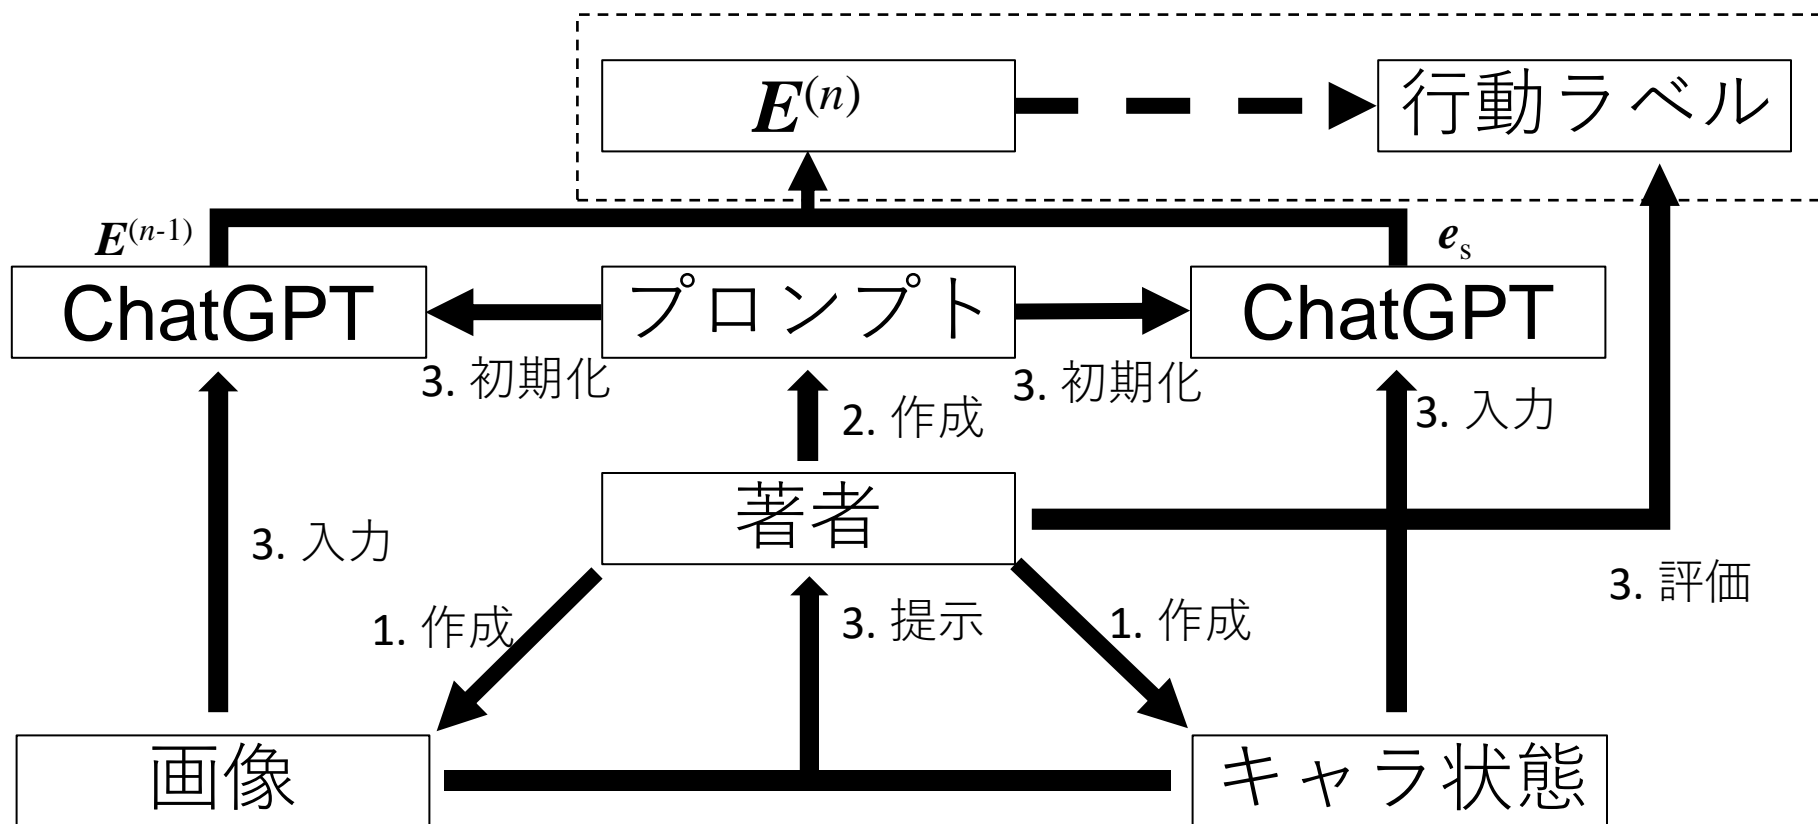 E(n)
行動ラベル
E(n-1)
es
ChatGPT
プロンプト
ChatGPT
3. 初期化
3. 初期化
2. 作成
3. 入力
著者
3. 入力
3. 評価
1. 作成
3. 提示
1. 作成
画像
キャラ状態